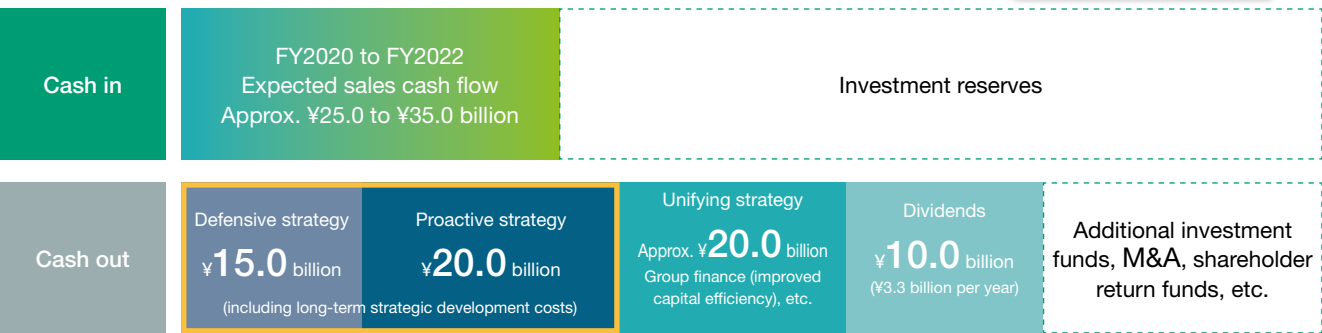 Cash in
FY2020 to FY2022
Expected sales cash flow
Approx. ¥25.0 to ¥35.0 billion
Investment reserves
Cash out
Defensive strategy
¥15.0 billion
Proactive strategy
¥20.0 billion
(including long-term strategic development costs)
Unifying strategy
Approx. ¥20.0 billion
Group finance (improved
capital efficiency), etc.
Dividends
¥10.0 billion
(¥3.3 billion per year)
Additional investment
funds, M&A, shareholder
return funds, etc.